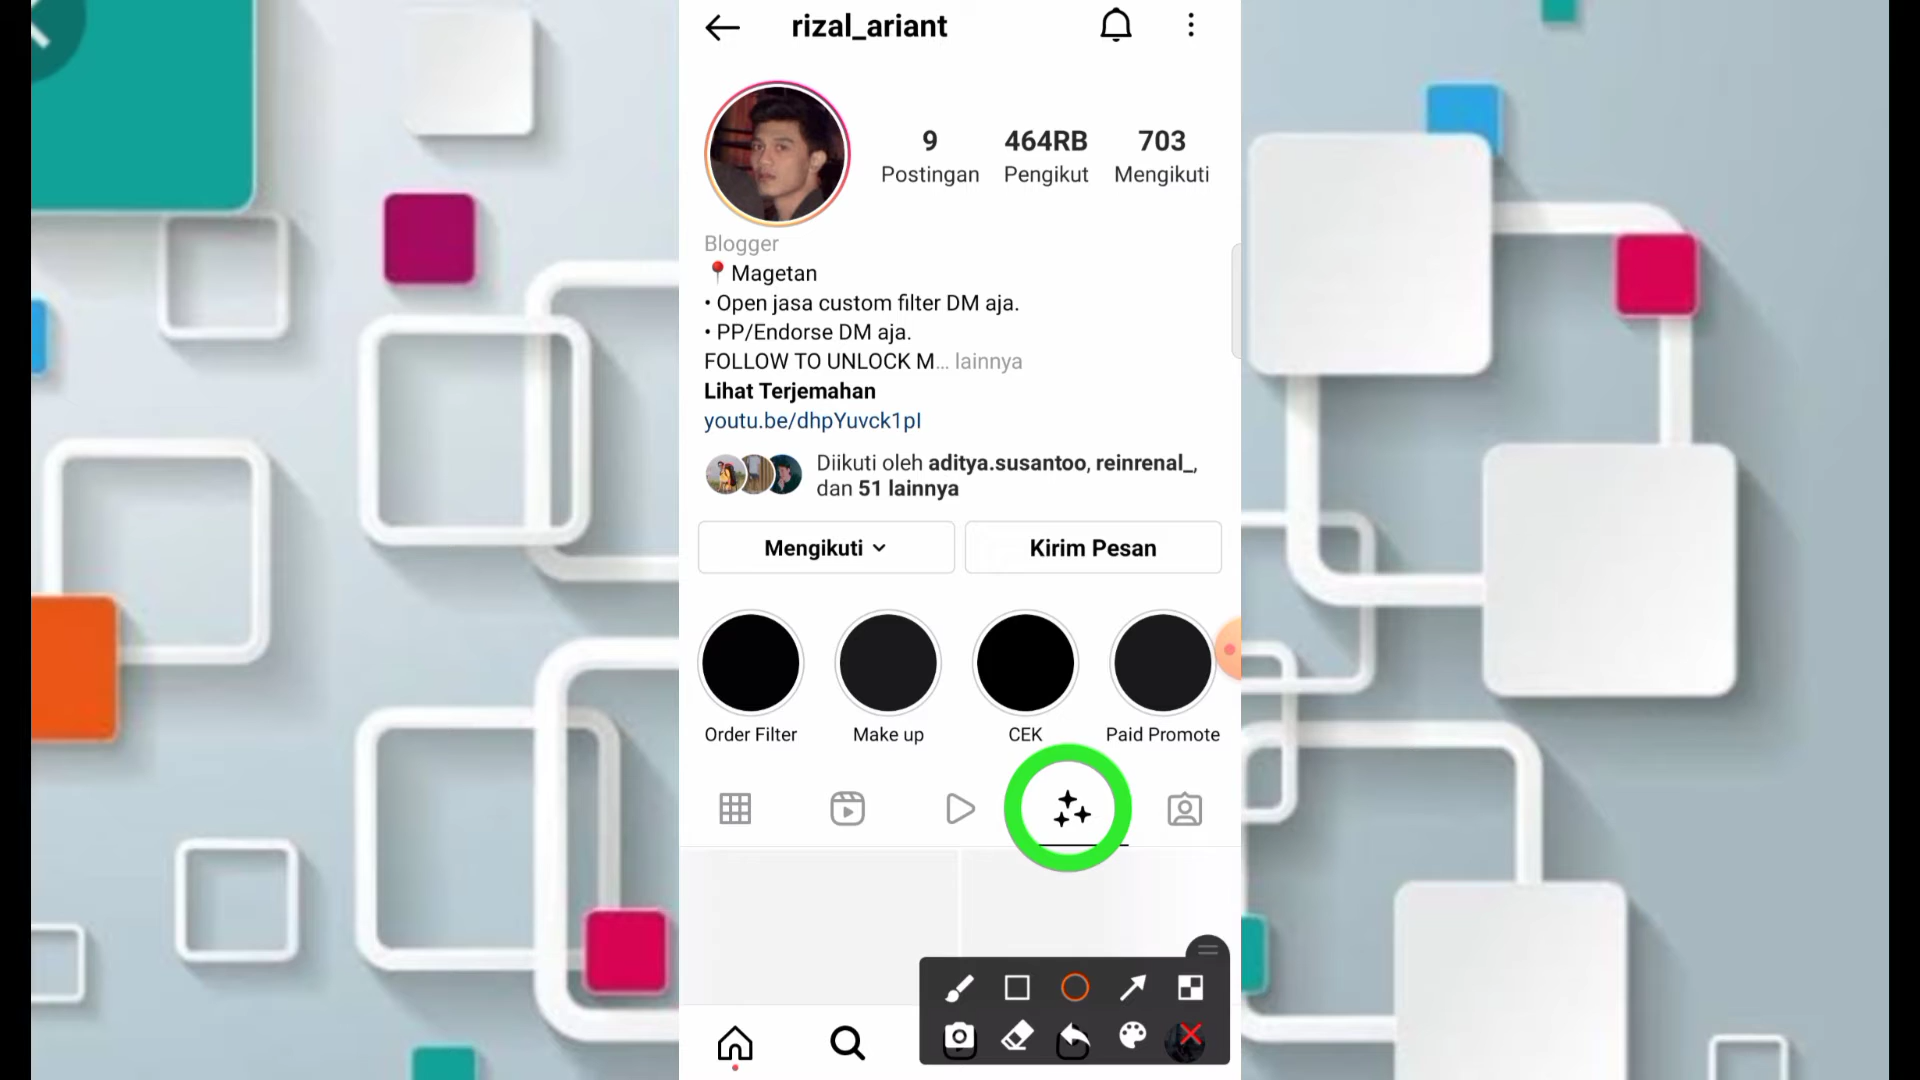 rizal_ariant
9
464RB
703
Postingan
Pengikut
Mengikuti
Blogger
📍 Magetan
• Open jasa custom filter DM aja.
• PP/Endorse DM aja.
FOLLOW TO UNLOCK M... lainnya
Lihat Terjemahan
youtu.be/dhpYuvck1pI
Diikuti oleh aditya.susantoo, reinrenal_,
dan 51 lainnya
Mengikuti
Kirim Pesan
Order Filter
Make up
CEK
Paid Promote